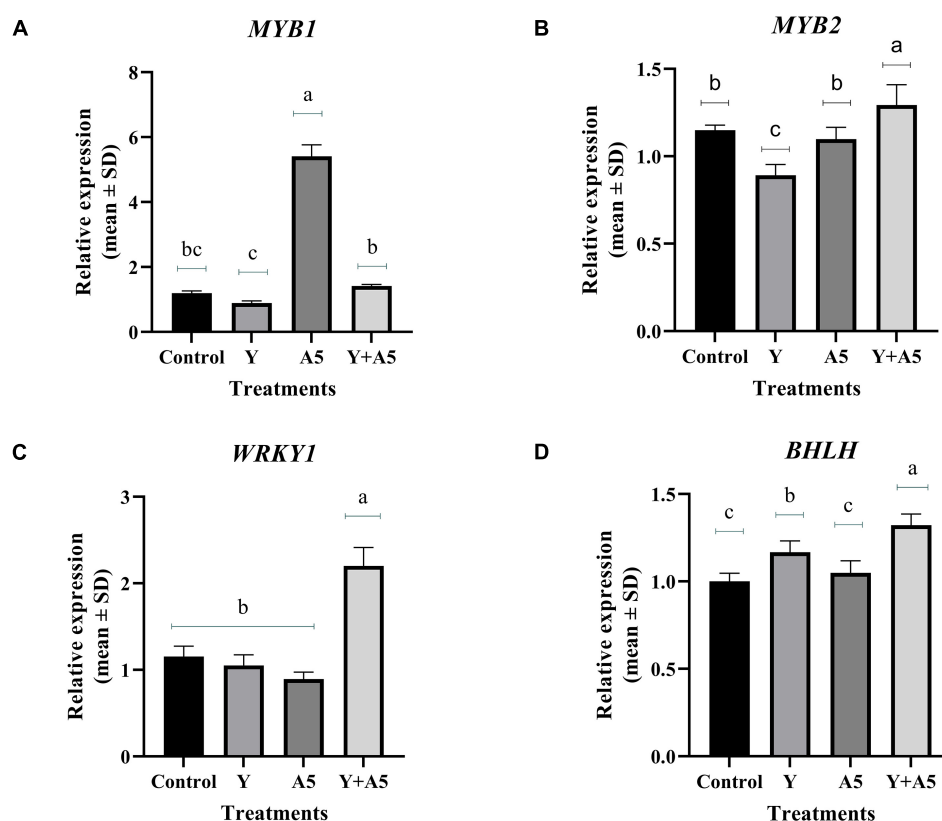 A
MYB1
Relative expression
(mean ± SD)
8
6
4
2
0
bc
c
a
b
Control Y A5 Y+A5
Treatments
B
MYB2
Relative expression
(mean ± SD)
1.5
1.0
0.5
0.0
b
c
b
a
Control Y A5 Y+A5
Treatments
C
WRKY1
Relative expression
(mean ± SD)
3
2
1
0
b
a
Control Y A5 Y+A5
Treatments
D
BHLH
Relative expression
(mean ± SD)
1.5
1.0
0.5
0.0
c
b
c
a
Control Y A5 Y+A5
Treatments